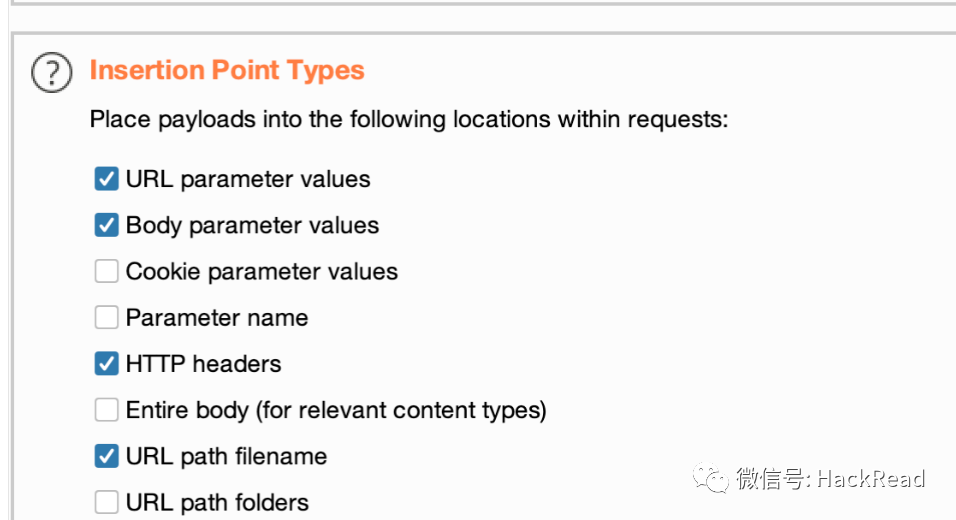 Insertion Point Types
Place payloads into the following locations within requests:
URL parameter values
Body parameter values
Cookie parameter values
Parameter name
HTTP headers
Entire body (for relevant content types)
URL path filename
URL path folders
微信号: HackRead